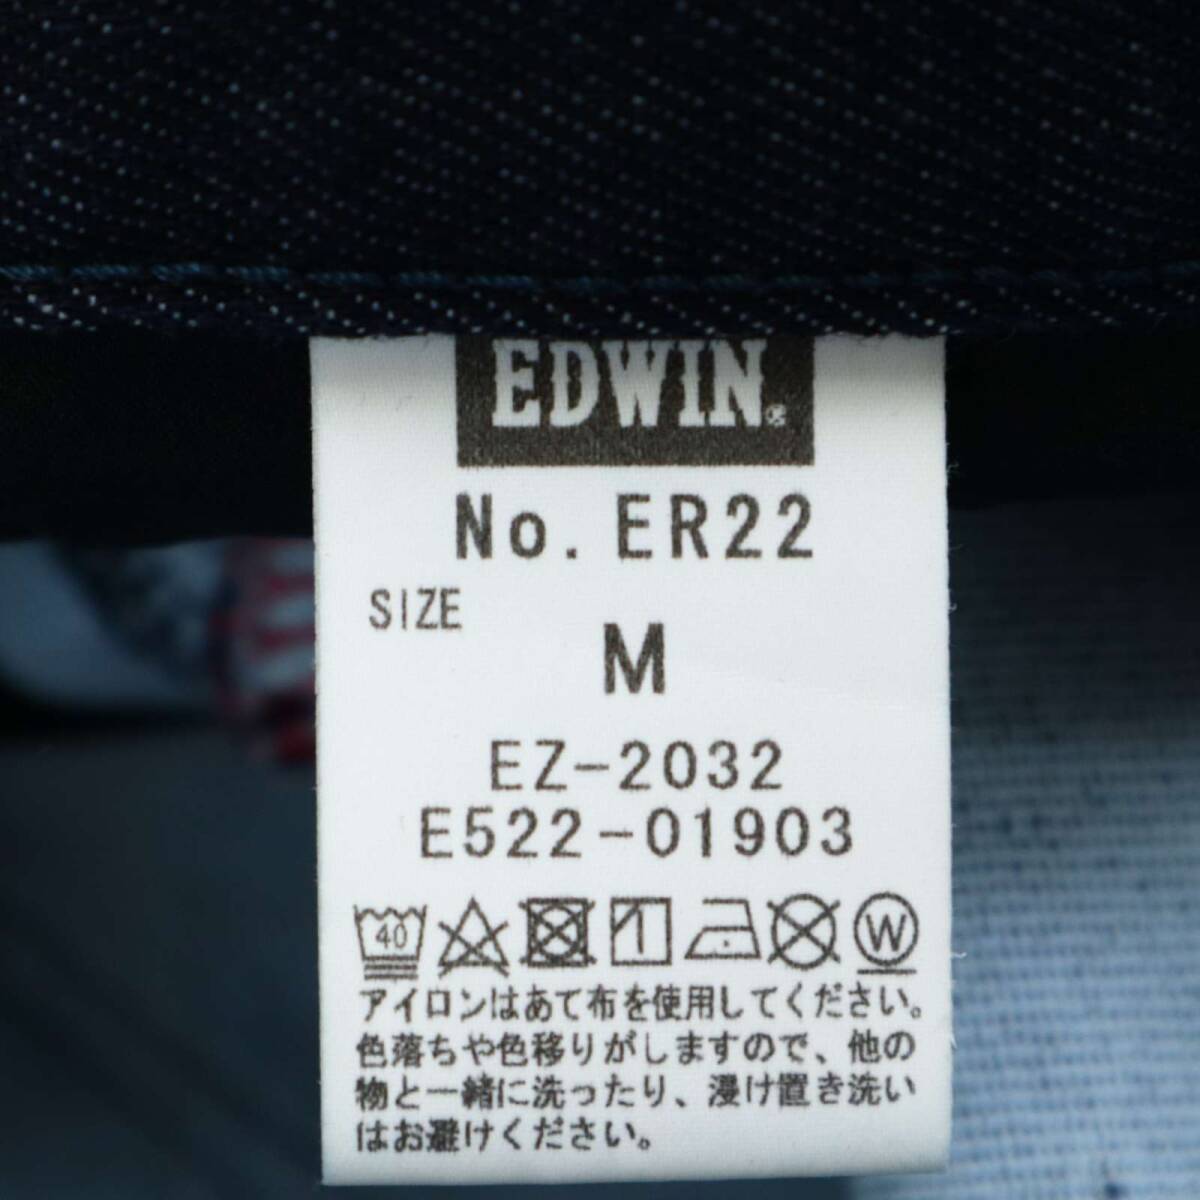 EDWIN®
No. ER22
SIZE
M
EZ-2032
E522-01903
40 W
アイロンはあて布を使用してください。
色落ちや色移りがしますので、他の
物と一緒に洗ったり、浸け置き洗い
はお避けください。